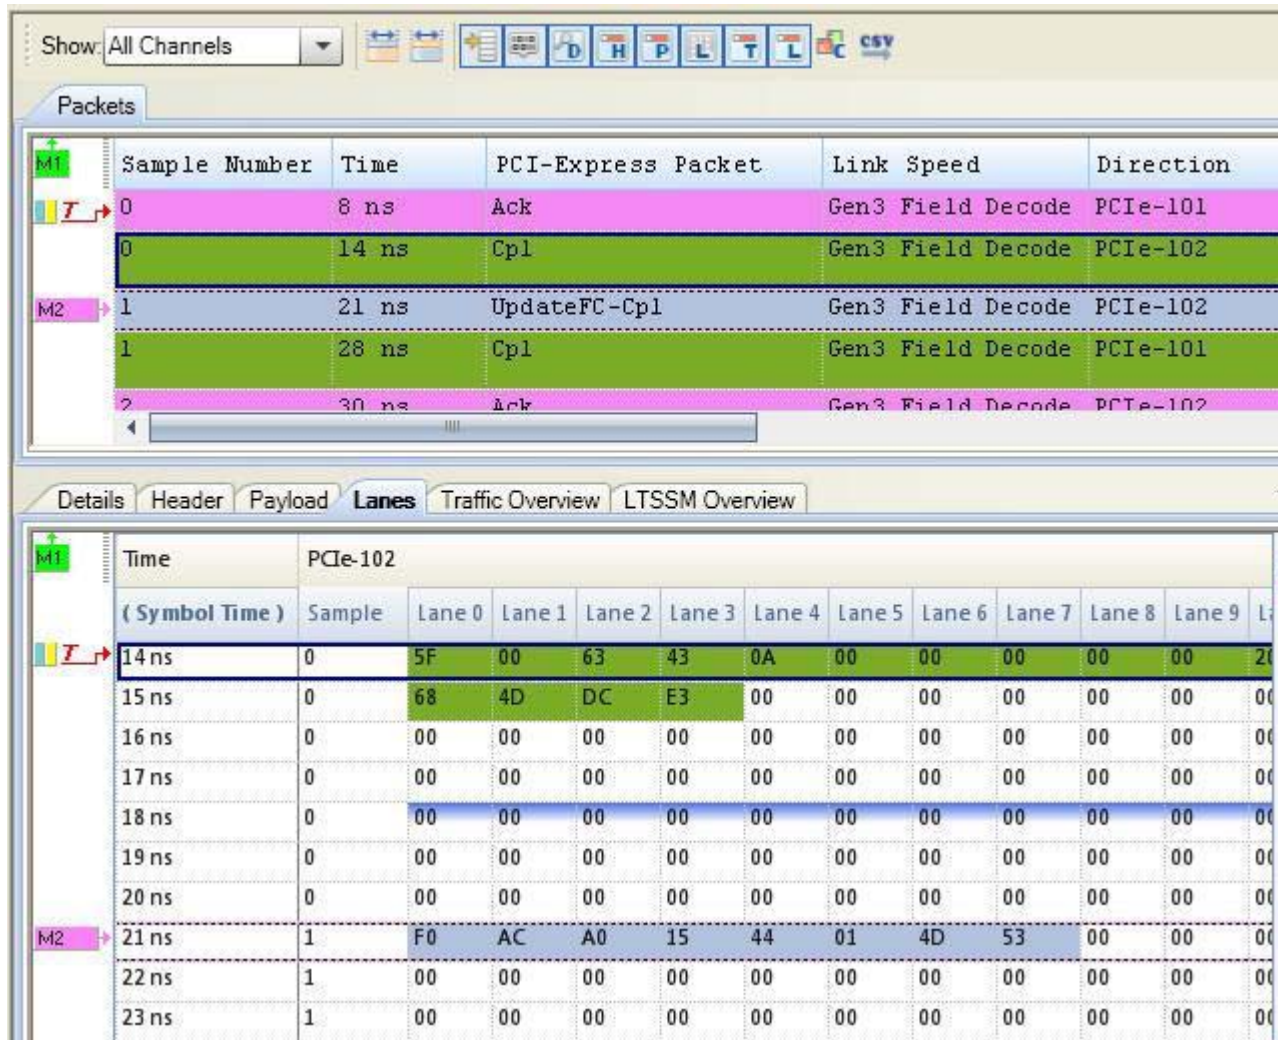 Show: All Channels D H P L T L C csv
Packets
M1 Sample Number Time PCI-Express Packet Link Speed Direction
T 0 8 ns Ack Gen3 Field Decode PCIe-101
0 14 ns Cpl Gen3 Field Decode PCIe-102
M2 1 21 ns UpdateFC-Cpl Gen3 Field Decode PCIe-102
1 28 ns Cpl Gen3 Field Decode PCIe-101
2 30 ns Ack Gen3 Field Decode PCIe-102
Details Header Payload Lanes Traffic Overview LTSSM Overview
M1 Time PCIe-102
( Symbol Time ) Sample Lane 0 Lane 1 Lane 2 Lane 3 Lane 4 Lane 5 Lane 6 Lane 7 Lane 8 Lane 9
T 14 ns 0 5F 00 63 43 0A 00 00 00 00 00
15 ns 0 68 4D DC E3 00 00 00 00 00 00
16 ns 0 00 00 00 00 00 00 00 00 00 00
17 ns 0 00 00 00 00 00 00 00 00 00 00
18 ns 0 00 00 00 00 00 00 00 00 00 00
19 ns 0 00 00 00 00 00 00 00 00 00 00
20 ns 0 00 00 00 00 00 00 00 00 00 00
M2 21 ns 1 F0 AC A0 15 44 01 4D 53 00 00
22 ns 1 00 00 00 00 00 00 00 00 00 00
23 ns 1 00 00 00 00 00 00 00 00 00 00